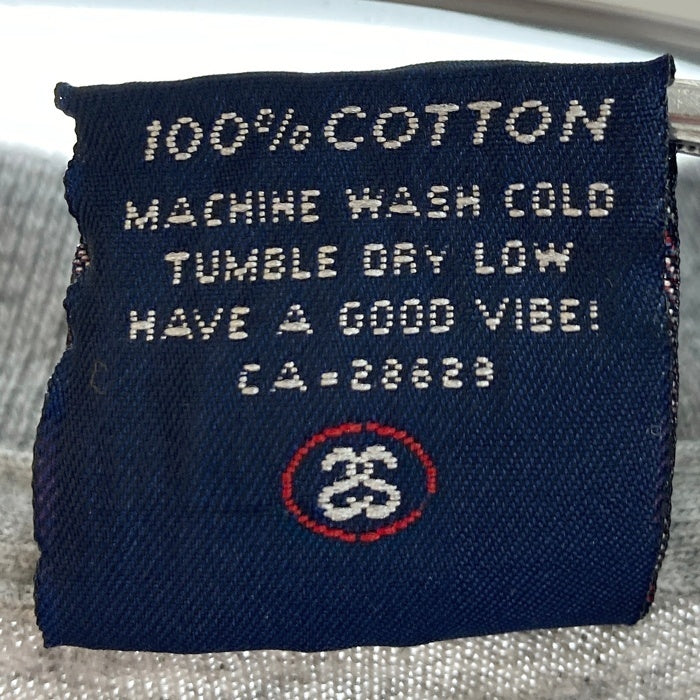 100% COTTON
MACHINE WASH COLD
TUMBLE DRY LOW
HAVE A GOOD VIBE!
CA-28629